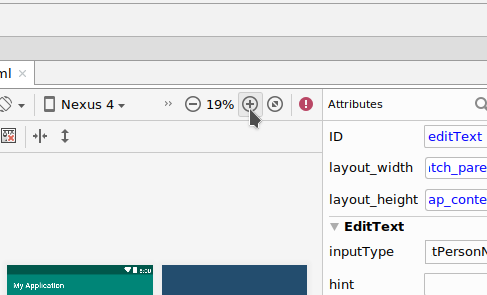 ml ×
Nexus 4 19% Attributes
ID editText
layout_width tch_pare
layout_height ap_conte
EditText
inputType tPersonN
8:00
My Application
hint